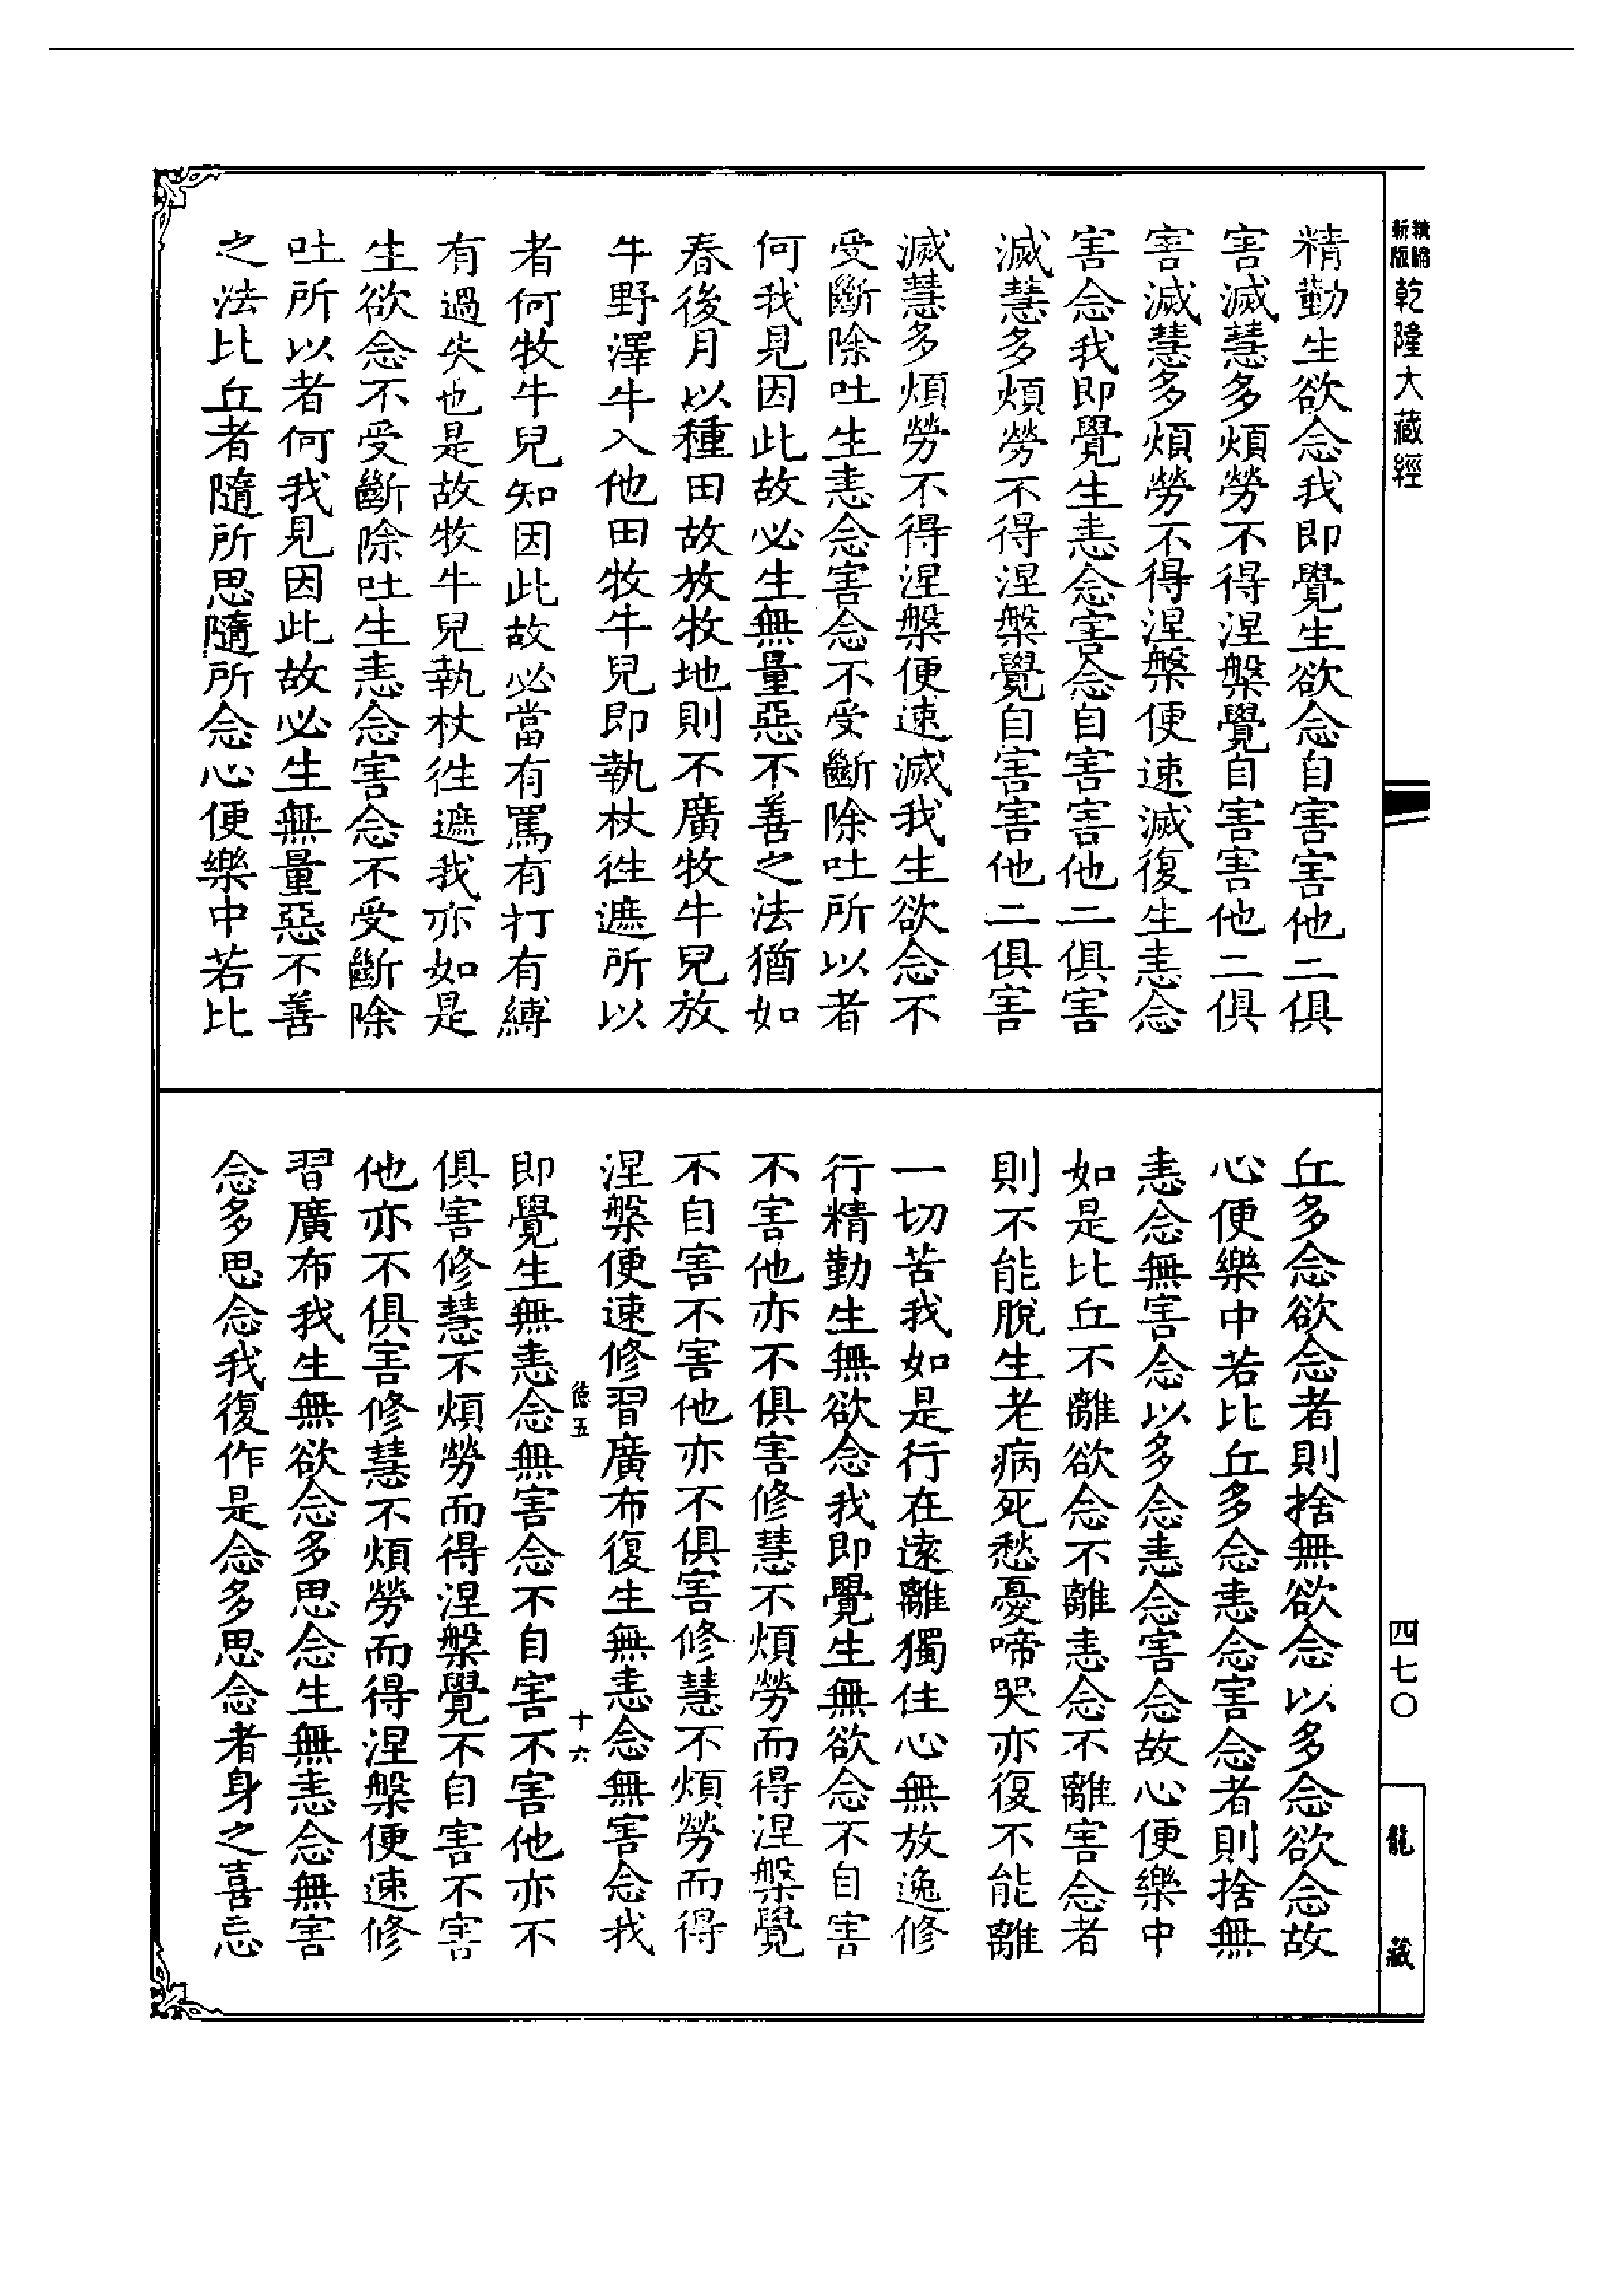 精縮新版乾隆大藏經
精勤生欲念我即覺生欲念自害害他二俱
害滅慧多煩勞不得涅槃覺自害害他二俱
害滅慧多煩勞不得涅槃便速滅復生恚念
害念我即覺生恚念害念自害害他二俱害
滅慧多煩勞不得涅槃覺自害害他二俱害
滅慧多煩勞不得涅槃便速滅我生欲念不
受斷除吐生恚念害念不受斷除吐所以者
何我見因此故必生無量惡不善之法猶如
春後月以種田故放牧地則不廣牧牛兒放
牛野澤牛入他田牧牛兒即執杖徃遮所以
者何牧牛兒知因此故必當有罵有打有縛
有過失也是故牧牛兒執杖徃遮我亦如是
生欲念不受斷除吐生恚念害念不受斷除
吐所以者何我見因此故必生無量惡不善
之法比丘者隨所思隨所念心便樂中若比
丘多念欲念者則捨無欲念以多念欲念故
心便樂中若比丘多念恚念害念者則捨無
恚念無害念以多念恚念害念故心便樂中
如是比丘不離欲念不離恚念不離害念者
則不能脫生老病死愁憂啼哭亦復不能離
一切苦我如是行在遠離獨住心無放逸修
行精勤生無欲念我即覺生無欲念不自害
不害他亦不俱害修慧不煩勞而得涅槃覺
不自害不害他亦不俱害修慧不煩勞而得
涅槃便速修習廣布復生無恚念無害念我
德五
十六
即覺生無恚念無害念不自害不害他亦不
俱害修慧不煩勞而得涅槃覺不自害不害
他亦不俱害修慧不煩勞而得涅槃便速修
習廣布我生無欲念多思念生無恚念無害
念多思念我復作是念多思念者身之喜忘
四七〇
龍藏